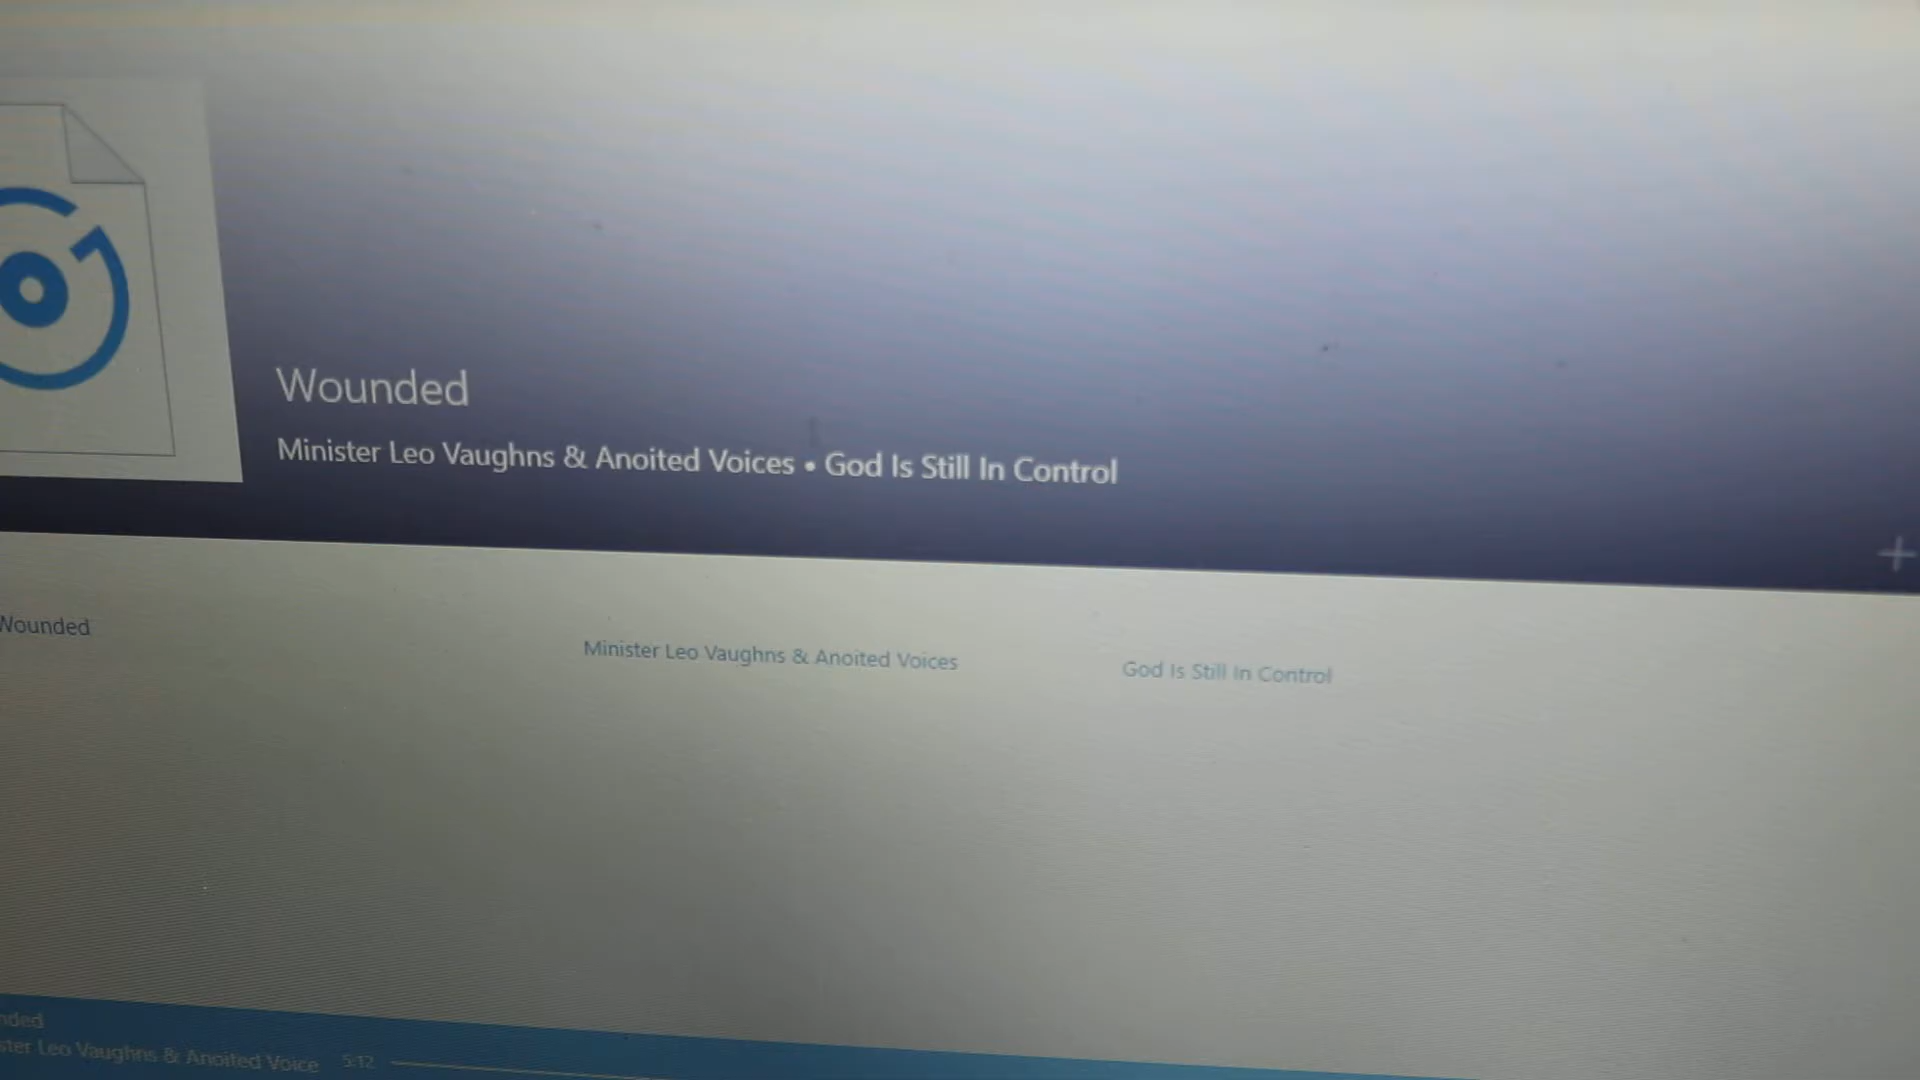 Wounded
Minister Leo Vaughns & Anoited Voices • God Is Still In Control
Wounded
Minister Leo Vaughns & Anoited Voices
God Is Still In Control
nded
ster Leo Vaughns & Anoited Voice
5:12